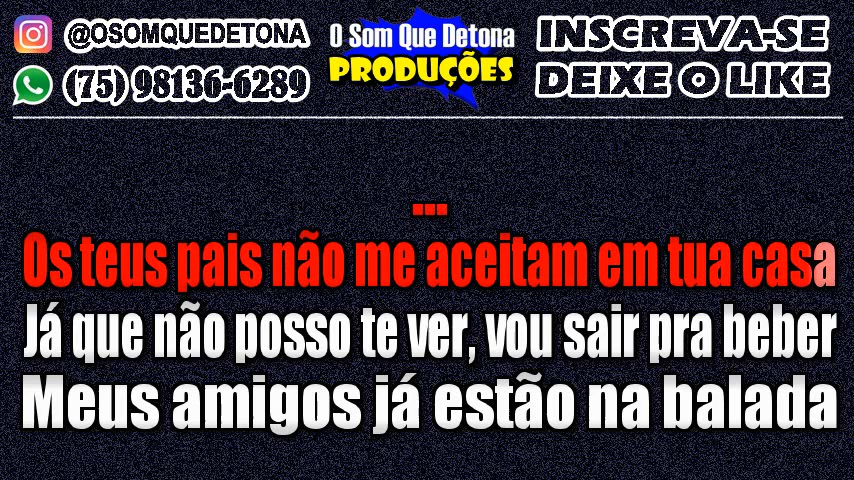 @OSOMQUEDETONA
(75) 98136-6289
O Som Que Detona
PRODUÇÕES
INSCREVA-SE
DEIXE O LIKE
...
Os teus pais não me aceitam em tua casa
Já que não posso te ver, vou sair pra beber
Meus amigos já estão na balada